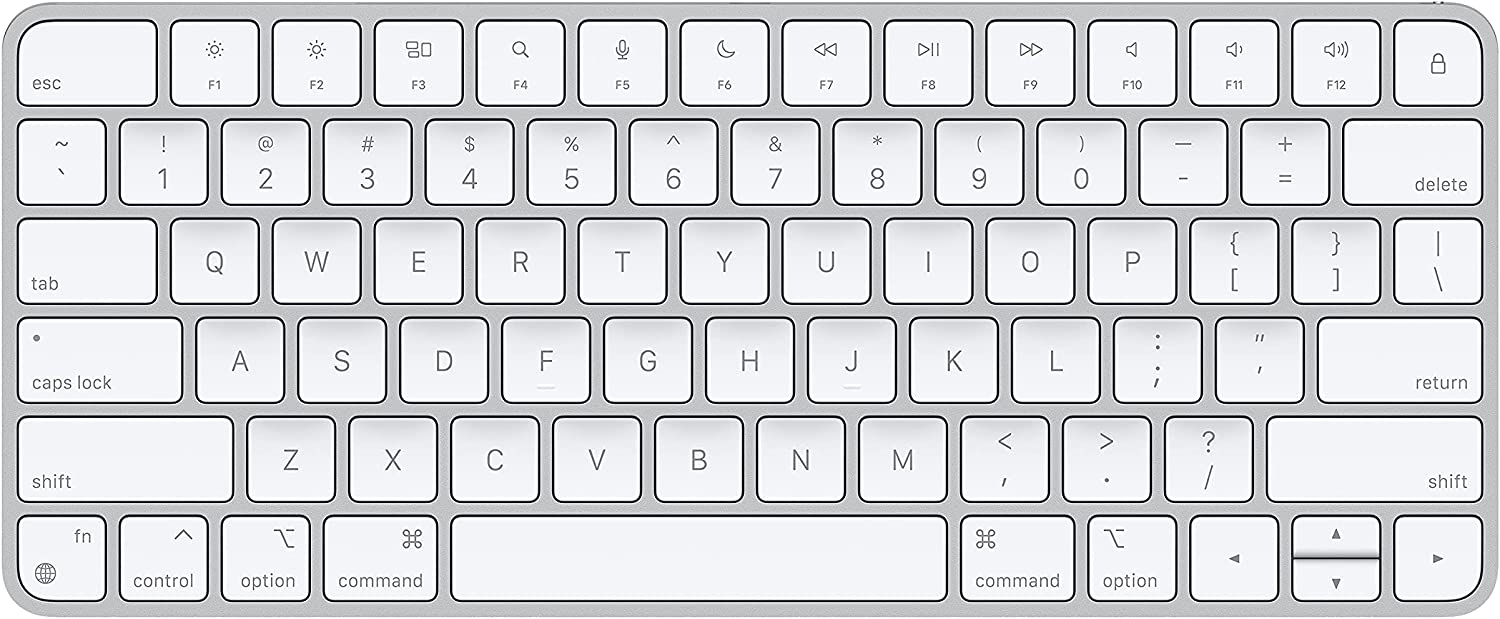 esc F1 F2 F3 F4 F5 F6 F7 F8 F9 F10 F11 F12
~ ! @ # $ % ^ & * ( ) — +
` 1 2 3 4 5 6 7 8 9 0 - = delete
tab Q W E R T Y U I O P { } |
[ ] \
caps lock A S D F G H J K L : "
; ' return
shift Z X C V B N M < > ?
, . / shift
fn ^ ⌥ ⌘ ⌘ ⌥ ▲
control option command command option ◀ ▼ ▶